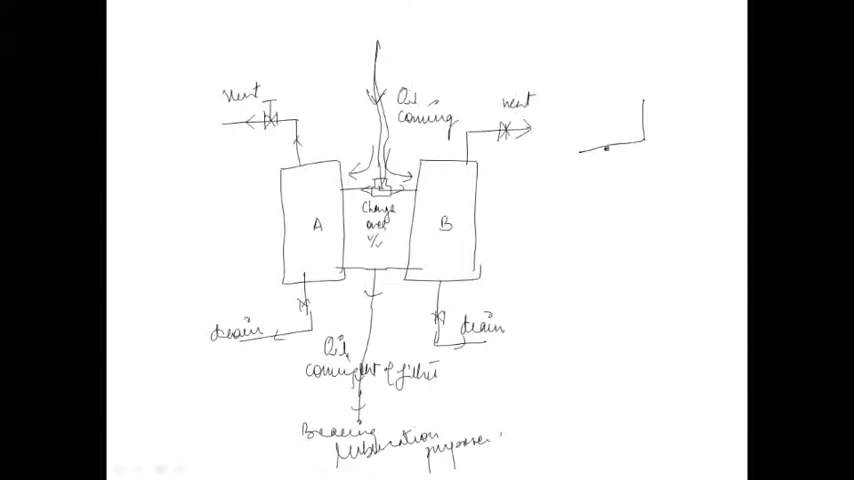 vent
Oil
coming
vent
A
Change
over
v/v
B
drain
drain
Oil
coming out of filter
Bearing
lubrication
purpose